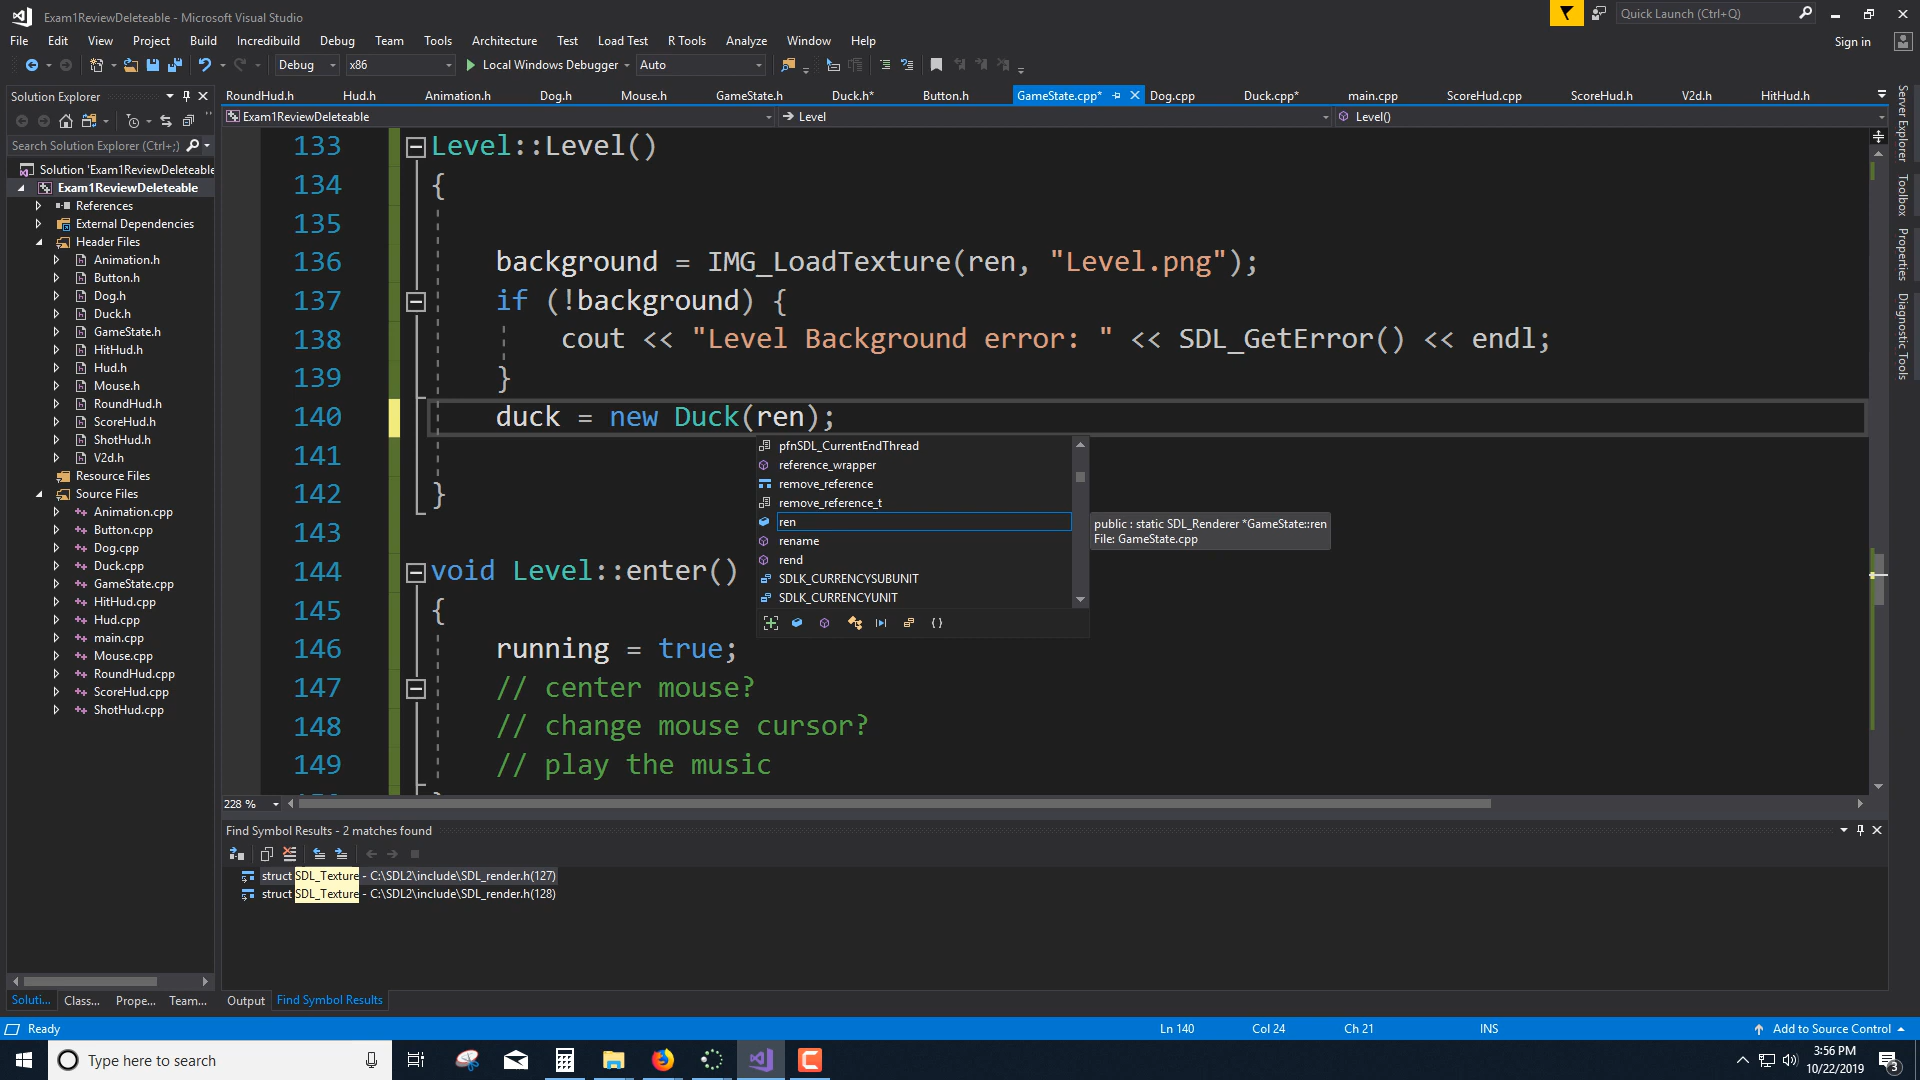 Exam1ReviewDeleteable - Microsoft Visual Studio
Quick Launch (Ctrl+Q)
File Edit View Project Build Incredibuild Debug Team Tools Architecture Test Load Test R Tools Analyze Window Help
Sign in
Debug x86 Local Windows Debugger Auto
Solution Explorer
RoundHud.h Hud.h Animation.h Dog.h Mouse.h GameState.h Duck.h* Button.h GameState.cpp* Dog.cpp Duck.cpp* main.cpp ScoreHud.cpp ScoreHud.h V2d.h HitHud.h
Exam1ReviewDeleteable Level Level()
Search Solution Explorer (Ctrl+;)
Solution 'Exam1ReviewDeleteable
Exam1ReviewDeleteable
References
External Dependencies
Header Files
Animation.h
Button.h
Dog.h
Duck.h
GameState.h
HitHud.h
Hud.h
Mouse.h
RoundHud.h
ScoreHud.h
ShotHud.h
V2d.h
Resource Files
Source Files
Animation.cpp
Button.cpp
Dog.cpp
Duck.cpp
GameState.cpp
HitHud.cpp
Hud.cpp
main.cpp
Mouse.cpp
RoundHud.cpp
ScoreHud.cpp
ShotHud.cpp
Soluti... Class... Prope... Team...
133 Level::Level()
134 {
135
136 background = IMG_LoadTexture(ren, "Level.png");
137 if (!background) {
138 cout << "Level Background error: " << SDL_GetError() << endl;
139 }
140 duck = new Duck(ren);
141
142 }
143
144 void Level::enter()
145 {
146 running = true;
147 // center mouse?
148 // change mouse cursor?
149 // play the music
pfnSDL_CurrentEndThread
reference_wrapper
remove_reference
remove_reference_t
ren
rename
rend
SDLK_CURRENCYSUBUNIT
SDLK_CURRENCYUNIT
public : static SDL_Renderer *GameState::ren
File: GameState.cpp
228 %
Find Symbol Results - 2 matches found
struct SDL_Texture - C:\SDL2\include\SDL_render.h(127)
struct SDL_Texture - C:\SDL2\include\SDL_render.h(128)
Output Find Symbol Results
Server Explorer
Toolbox
Properties
Diagnostic Tools
Ready Ln 140 Col 24 Ch 21 INS Add to Source Control
Type here to search
3:56 PM
10/22/2019
3